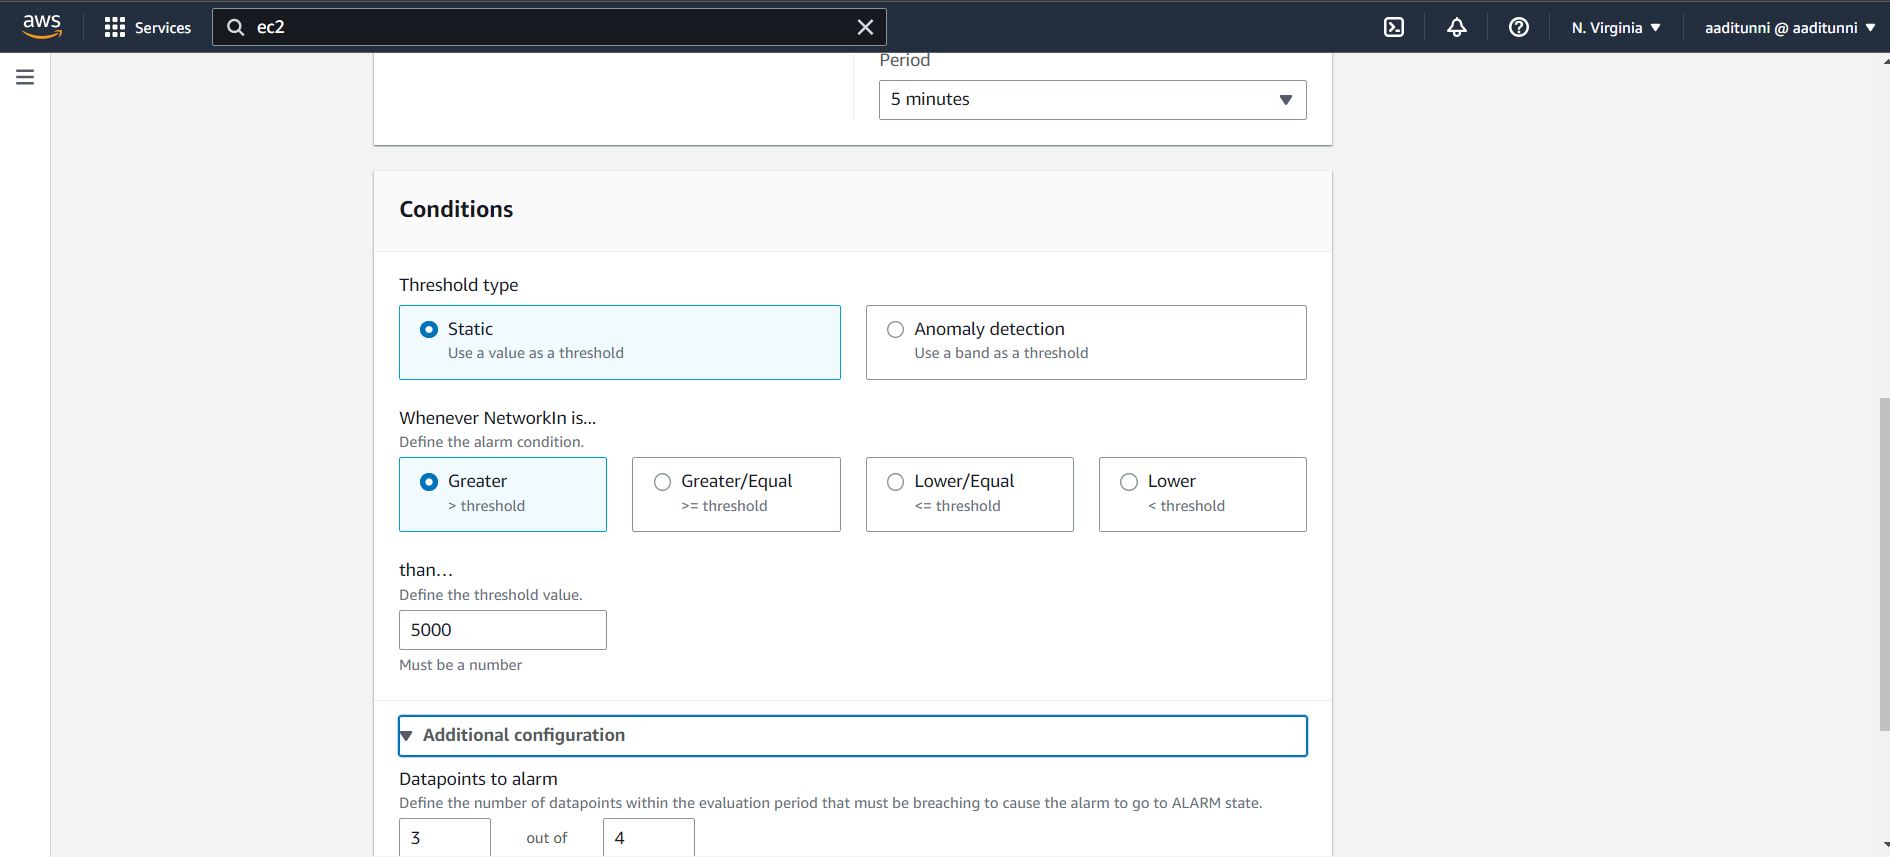 aws Services ec2 N. Virginia aaditunni @ aaditunni
Period
5 minutes
Conditions
Threshold type
Static Anomaly detection
Use a value as a threshold Use a band as a threshold
Whenever NetworkIn is...
Define the alarm condition.
Greater Greater/Equal Lower/Equal Lower
> threshold >= threshold <= threshold < threshold
than…
Define the threshold value.
5000
Must be a number
Additional configuration
Datapoints to alarm
Define the number of datapoints within the evaluation period that must be breaching to cause the alarm to go to ALARM state.
3 out of 4